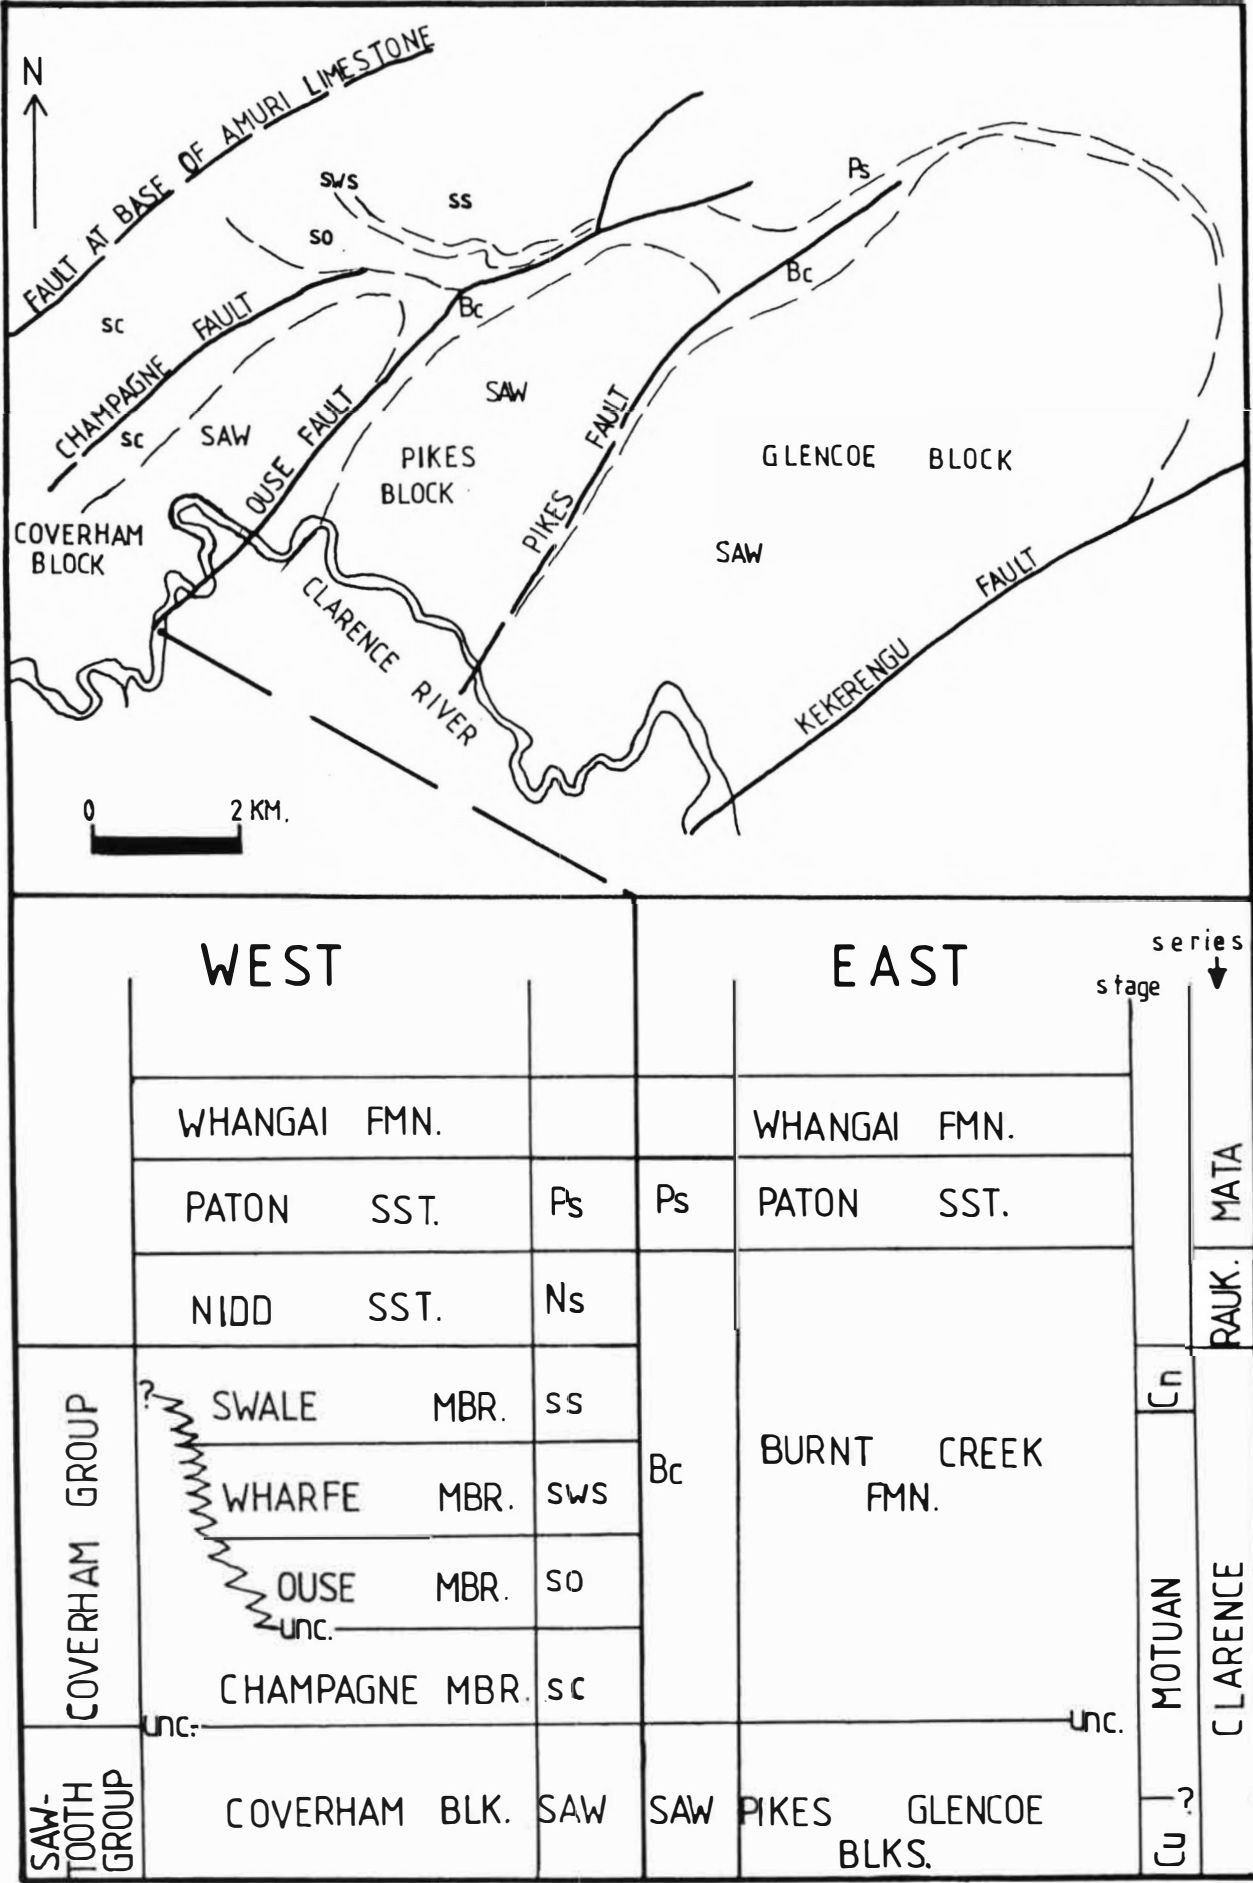 N
FAULT AT BASE OF AMURI LIMESTONE
sws
ss
so
Ps
Bc
sc
CHAMPAGNE FAULT
Bc
sc
SAW
OUSE FAULT
SAW
PIKES
BLOCK
PIKES FAULT
GLENCOE BLOCK
SAW
COVERHAM
BLOCK
CLARENCE RIVER
KEKERENGU FAULT
0 2 KM.
WEST
EAST
series
stage
WHANGAI FMN.
WHANGAI FMN.
PATON SST. Ps
Ps PATON SST.
MATA
NIDD SST. Ns
RAUK.
COVERHAM GROUP
? SWALE MBR. ss
Cn
WHARFE MBR. sws
Bc
BURNT CREEK
FMN.
OUSE MBR. so
unc.
CHAMPAGNE MBR. sc
MOTUAN
CLARENCE
unc.
unc.
SAW-
TOOTH
GROUP
COVERHAM BLK. SAW
SAW PIKES GLENCOE
BLKS.
?
Cu